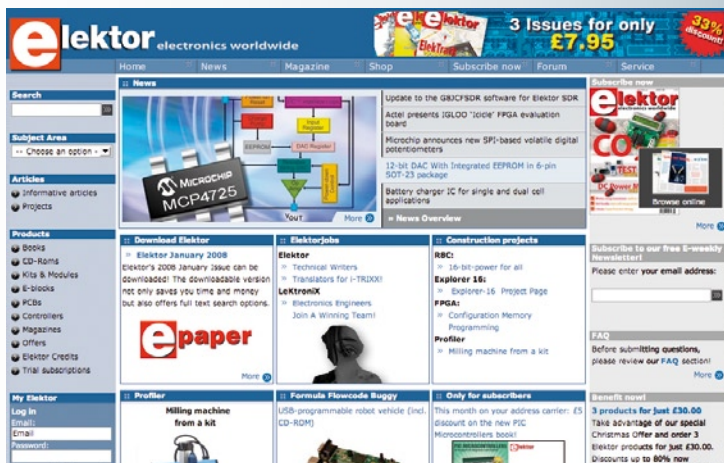 elektor electronics worldwide
3 Issues for only
£7.95
33%
discount!
Home
News
Magazine
Shop
Subscribe now
Forum
Service
Search
Subject Area
-- Choose an option --
Articles
Informative articles
Projects
Products
Books
CD-Roms
Kits & Modules
E-blocks
PCBs
Controllers
Magazines
Offers
Elektor Credits
Trial subscriptions
My Elektor
Log in
Email:
Email
Password:
:: News
EEPROM
Input
Register
DAC Register
MICROCHIP
MCP4725
Vout
More
Update to the G8JCFSDR software for Elektor SDR
Actel presents IGLOO "Icicle" FPGA evaluation
board
Microchip announces new SPI-based volatile digital
potentiometers
12-bit DAC With Integrated EEPROM in 6-pin
SOT-23 package
Battery charger IC for single and dual cell
applications
» News Overview
:: Download Elektor
» Elektor January 2008
Elektor's 2008 January issue can be
downloaded! The downloadable version
not only saves you time and money
but also offers full text search options.
epaper
More
:: Elektorjobs
Elektor
» Technical Writers
» Translators for i-TRIXX!
LeKtroniX
» Electronics Engineers
Join A Winning Team!
:: Construction projects
R8C:
» 16-bit-power for all
Explorer 16:
» Explorer-16 Project Page
FPGA:
» Configuration Memory
Programming
Profiler
» Milling machine from a kit
:: Profiler
Milling machine
from a kit
:: Formula Flowcode Buggy
USB-programmable robot vehicle (incl.
CD-ROM)
:: Only for subscribers
This month on your address carrier: £5
discount on the new PIC
Microcontrollers book!
Subscribe now
elektor
CO
TEST
Browse online
More
Subscribe to our free E-weekly
Newsletter!
Please enter your email address:
FAQ
Before submitting questions,
please review our FAQ section!
More
Benefit now!
3 products for just £30.00
Take advantage of our special
Christmas Offer and order 3
Elektor products for just £30.00.
Discounts up to 80% now